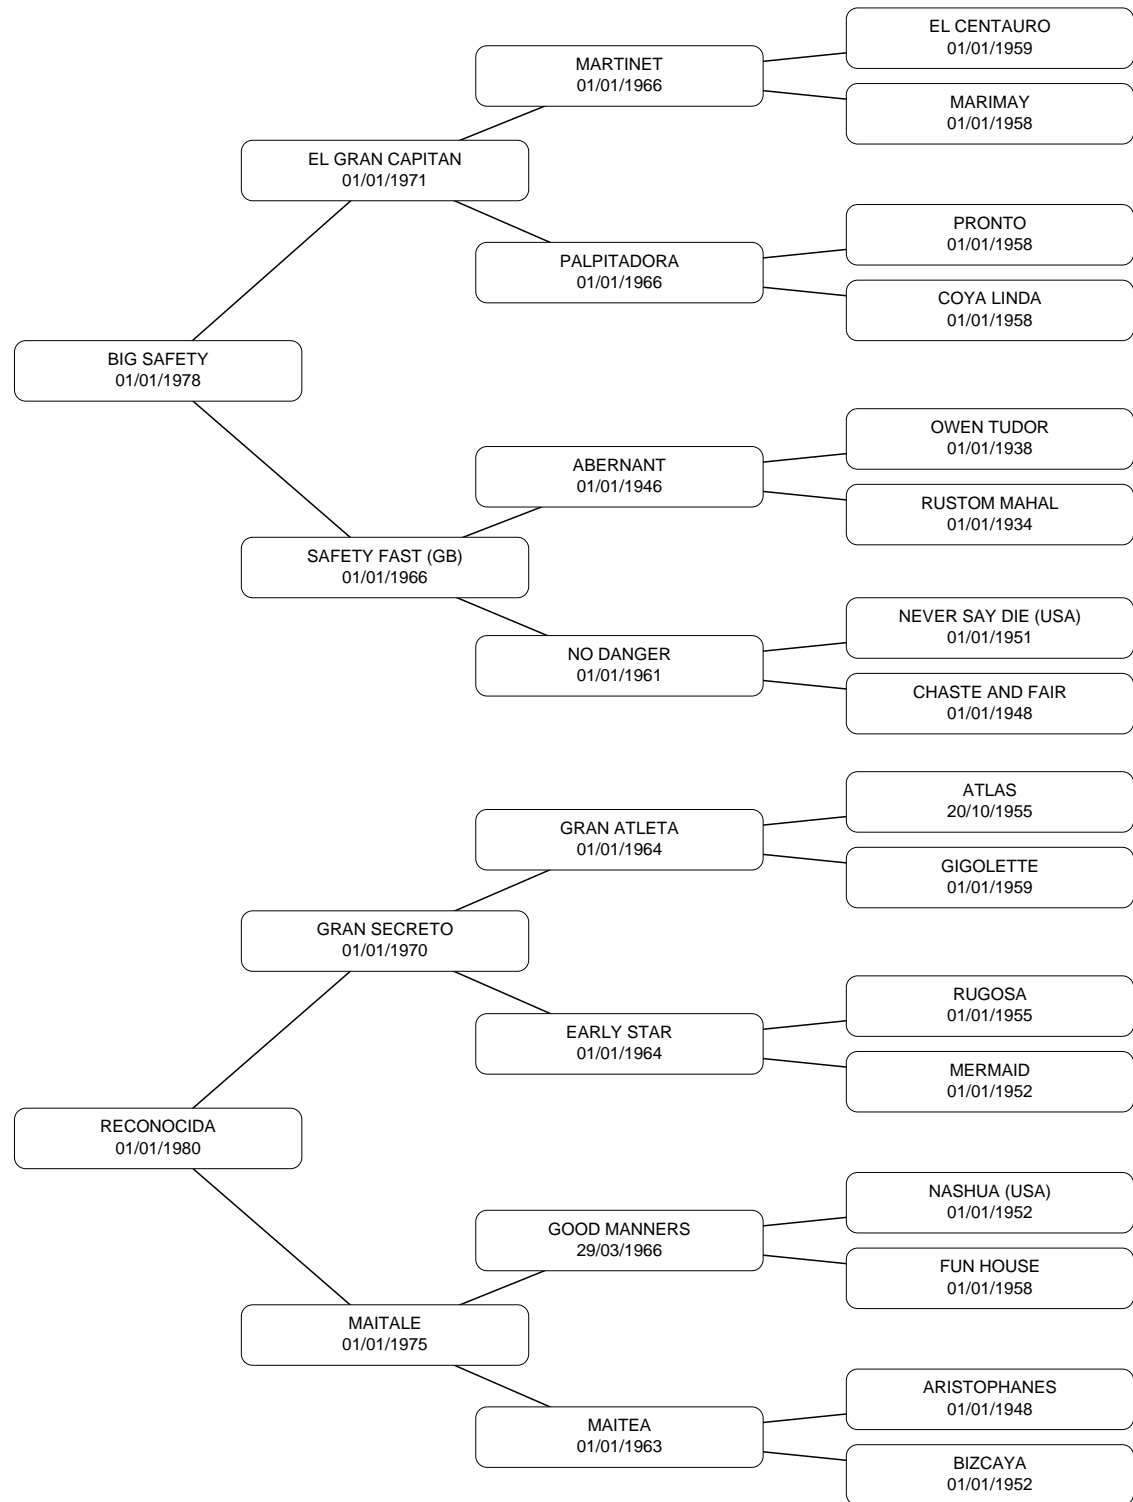 EL CENTAURO
01/01/1959
MARTINET
01/01/1966
MARIMAY
01/01/1958
EL GRAN CAPITAN
01/01/1971
PRONTO
01/01/1958
PALPITADORA
01/01/1966
COYA LINDA
01/01/1958
BIG SAFETY
01/01/1978
OWEN TUDOR
01/01/1938
ABERNANT
01/01/1946
RUSTOM MAHAL
01/01/1934
SAFETY FAST (GB)
01/01/1966
NEVER SAY DIE (USA)
01/01/1951
NO DANGER
01/01/1961
CHASTE AND FAIR
01/01/1948
ATLAS
20/10/1955
GRAN ATLETA
01/01/1964
GIGOLETTE
01/01/1959
GRAN SECRETO
01/01/1970
RUGOSA
01/01/1955
EARLY STAR
01/01/1964
MERMAID
01/01/1952
RECONOCIDA
01/01/1980
NASHUA (USA)
01/01/1952
GOOD MANNERS
29/03/1966
FUN HOUSE
01/01/1958
MAITALE
01/01/1975
ARISTOPHANES
01/01/1948
MAITEA
01/01/1963
BIZCAYA
01/01/1952